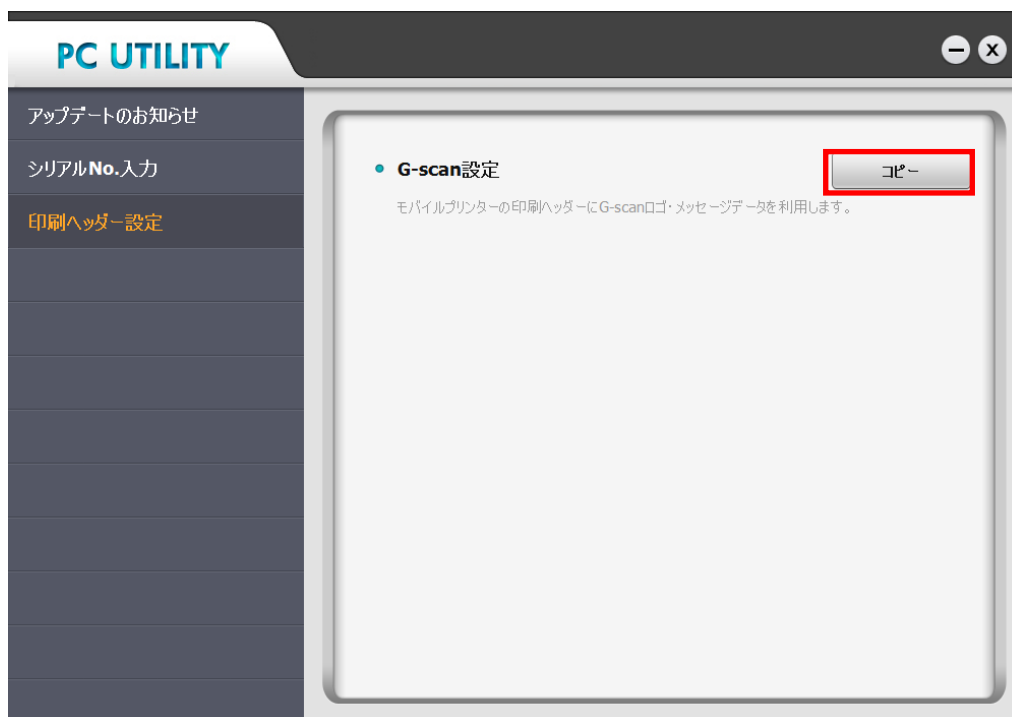 PC UTILITY
アップデートのお知らせ
シリアルNo.入力
印刷ヘッダー設定
G-scan設定
コピー
モバイルプリンターの印刷ヘッダーにG-scanロゴ・メッセージデータを利用します。